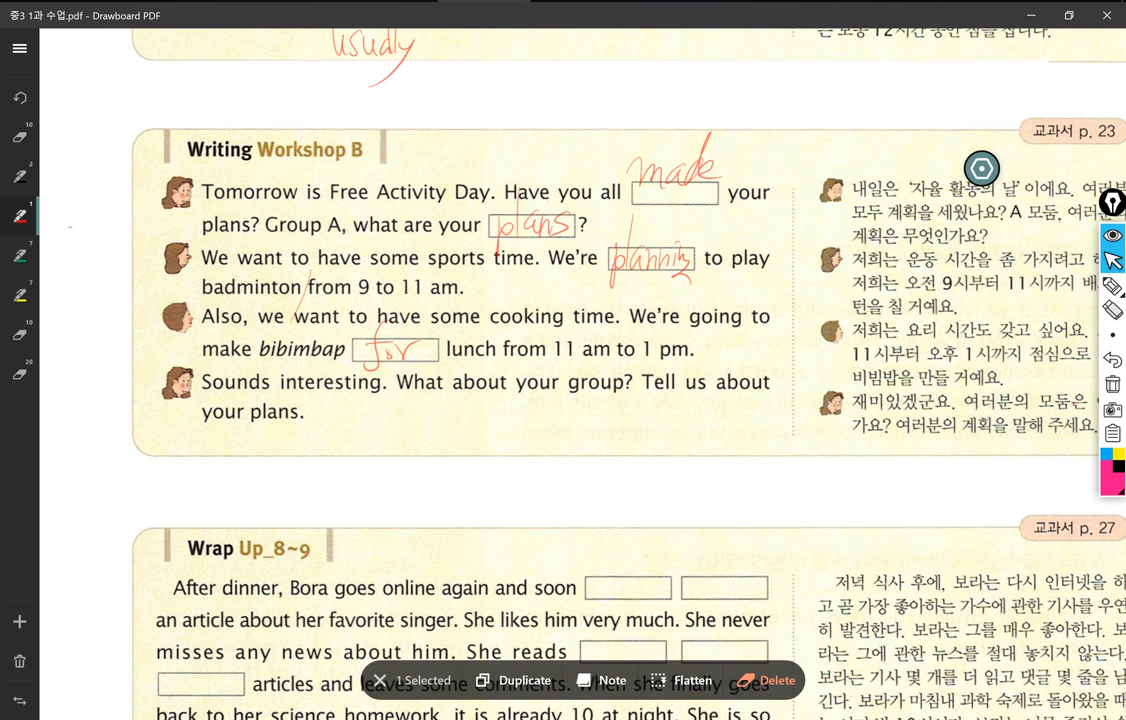 중3 1과 수업.pdf - Drawboard PDF
usually
는 보통 12시간 동안 잠을 잡니다.
교과서 p. 23
Writing Workshop B
made
Tomorrow is Free Activity Day. Have you all your
plans? Group A, what are your plans ?
We want to have some sports time. We're planning to play
badminton from 9 to 11 am.
Also, we want to have some cooking time. We're going to
make bibimbap for lunch from 11 am to 1 pm.
Sounds interesting. What about your group? Tell us about
your plans.
내일은 '자율 활동의 날'이에요. 여러분
모두 계획을 세웠나요? A 모둠, 여러분의
계획은 무엇인가요?
저희는 운동 시간을 좀 가지려고
저희는 오전 9시부터 11시까지 배
턴을 칠 거예요.
저희는 요리 시간도 갖고 싶어요.
11시부터 오후 1시까지 점심으로
비빔밥을 만들 거예요.
재미있겠군요. 여러분의 모둠은
가요? 여러분의 계획을 말해 주세요.
교과서 p. 27
Wrap Up_8~9
After dinner, Bora goes online again and soon
an article about her favorite singer. She likes him very much. She never
misses any news about him. She reads
articles and leaves some comments. When she finally goes
back to her science homework, it is already 10 at night. She is so
저녁 식사 후에, 보라는 다시 인터넷을 하
고 곧 가장 좋아하는 가수에 관한 기사를 우연
히 발견한다. 보라는 그를 매우 좋아한다. 보
라는 그에 관한 뉴스를 절대 놓치지 않는다.
보라는 기사 몇 개를 더 읽고 댓글 몇 줄을 남
긴다. 보라가 마침내 과학 숙제로 돌아왔을 때
1 Selected Duplicate Note Flatten Delete